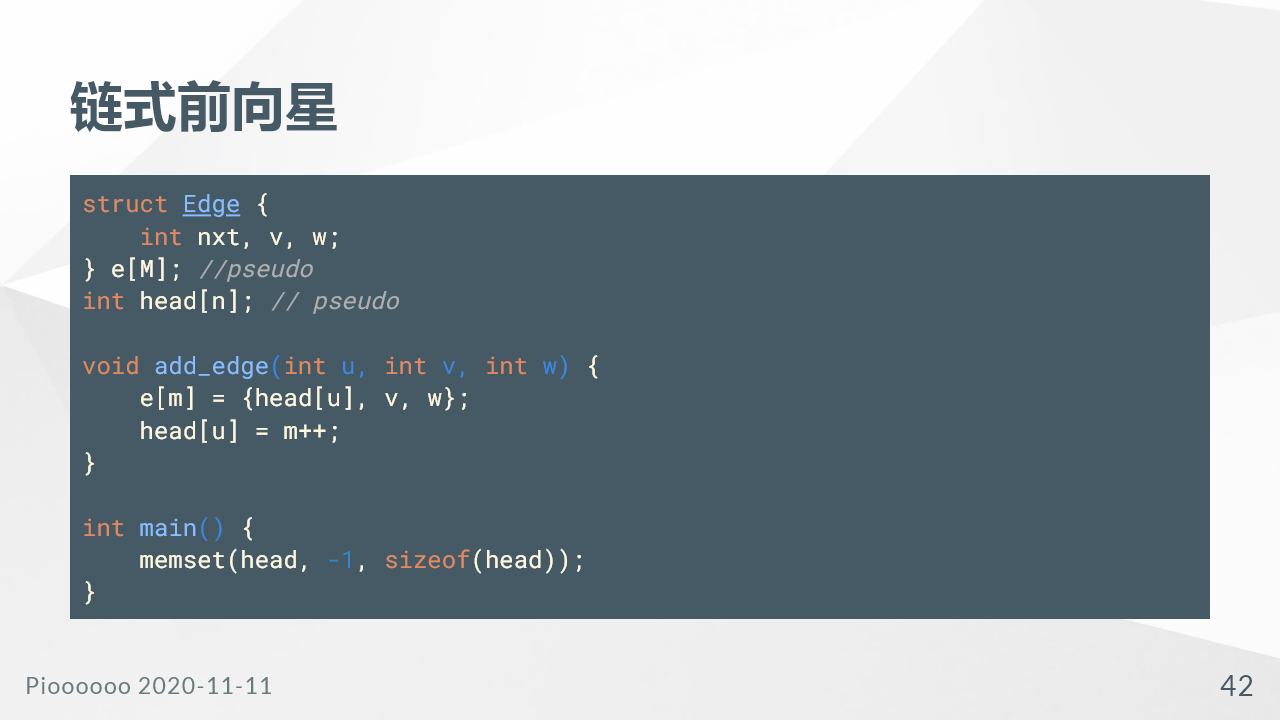 链式前向星
struct Edge {
    int nxt, v, w;
} e[M]; //pseudo
int head[n]; // pseudo

void add_edge(int u, int v, int w) {
    e[m] = {head[u], v, w};
    head[u] = m++;
}

int main() {
    memset(head, -1, sizeof(head));
}
Pioooooo 2020-11-11
42